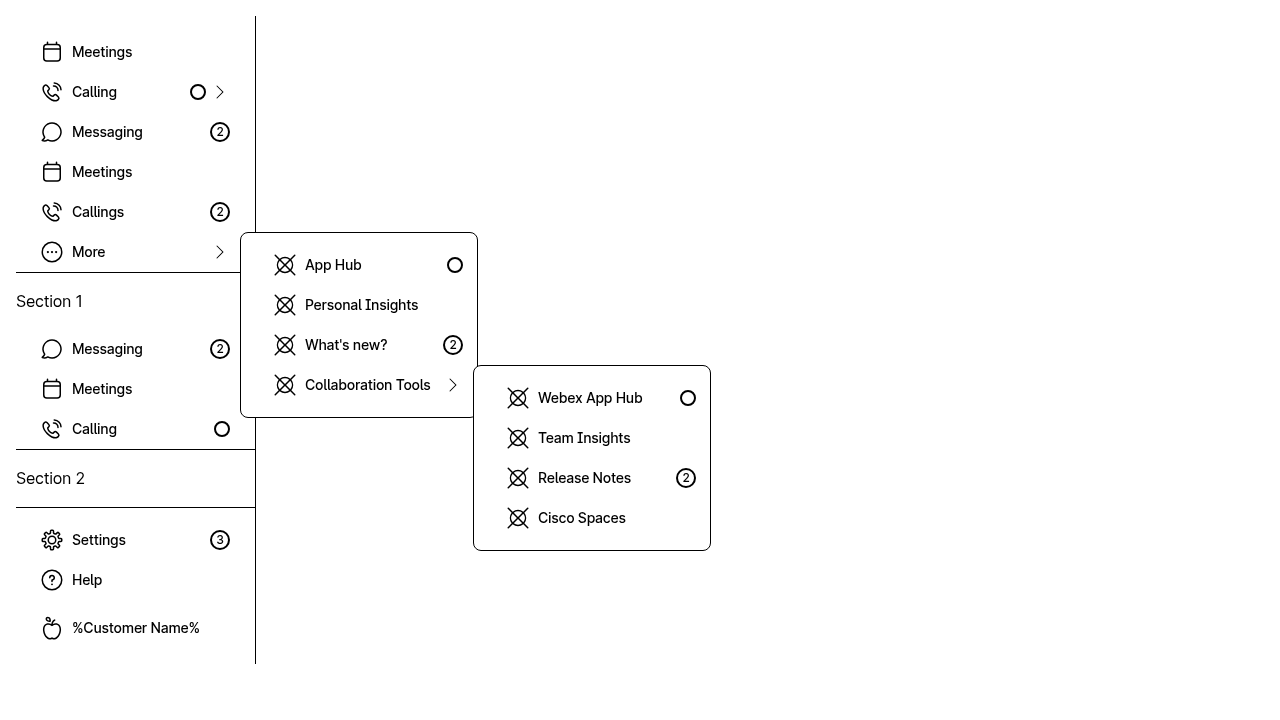 Meetings
Calling
Messaging 2
Meetings
Callings 2
More
Section 1
Messaging 2
Meetings
Calling
Section 2
Settings 3
Help
%Customer Name%
App Hub
Personal Insights
What's new? 2
Collaboration Tools
Webex App Hub
Team Insights
Release Notes 2
Cisco Spaces